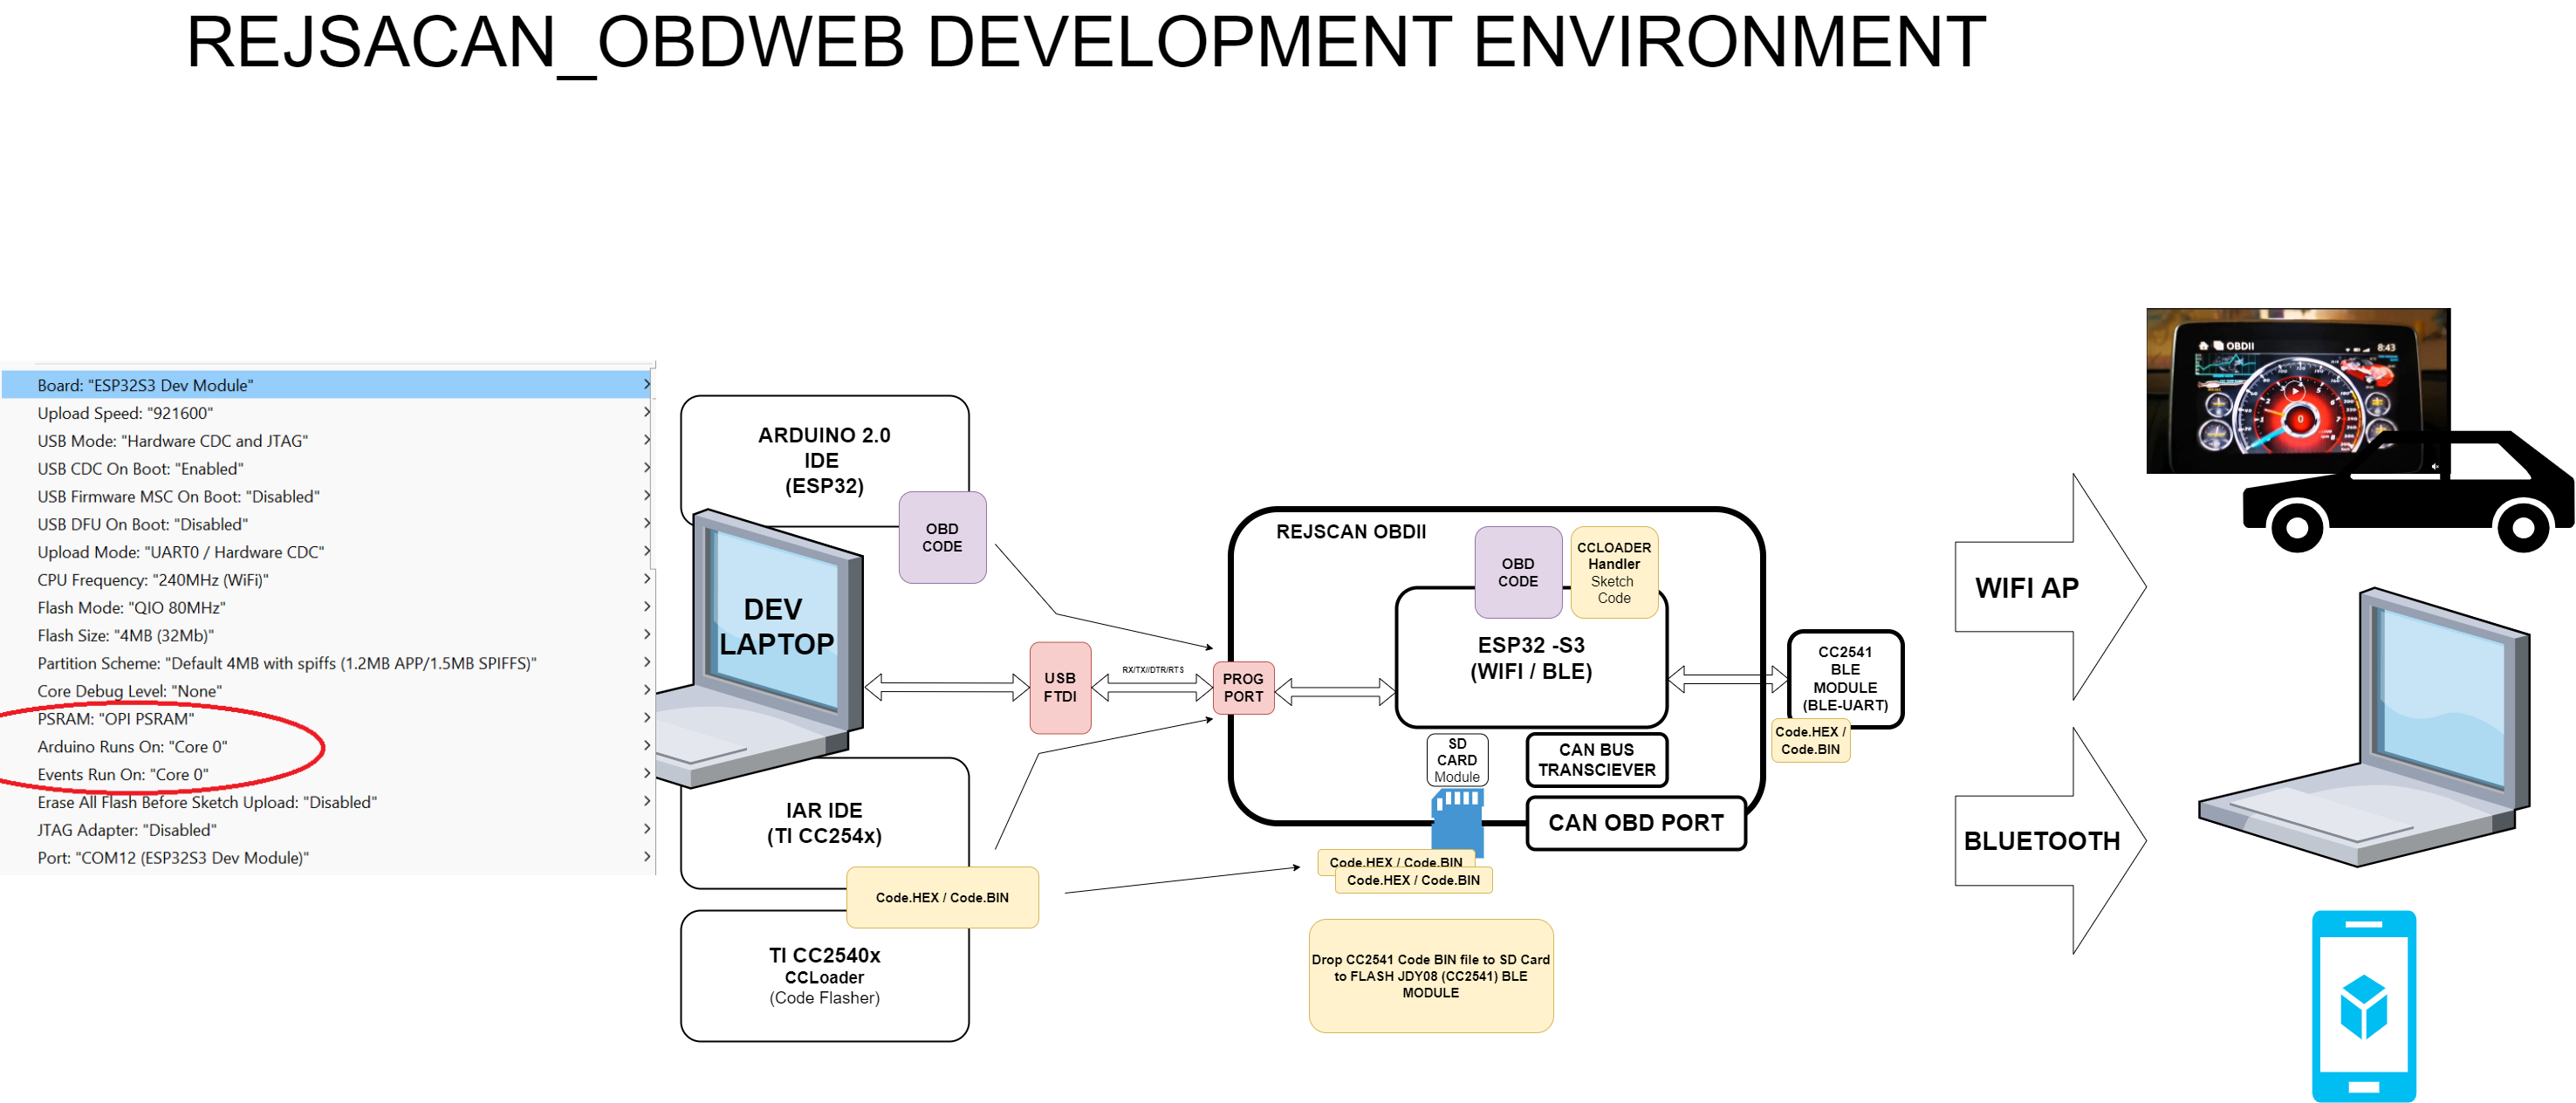 REJSACAN_OBDWEB DEVELOPMENT ENVIRONMENT
Board: "ESP32S3 Dev Module"
Upload Speed: "921600"
USB Mode: "Hardware CDC and JTAG"
USB CDC On Boot: "Enabled"
USB Firmware MSC On Boot: "Disabled"
USB DFU On Boot: "Disabled"
Upload Mode: "UART0 / Hardware CDC"
CPU Frequency: "240MHz (WiFi)"
Flash Mode: "QIO 80MHz"
Flash Size: "4MB (32Mb)"
Partition Scheme: "Default 4MB with spiffs (1.2MB APP/1.5MB SPIFFS)"
Core Debug Level: "None"
PSRAM: "OPI PSRAM"
Arduino Runs On: "Core 0"
Events Run On: "Core 0"
Erase All Flash Before Sketch Upload: "Disabled"
JTAG Adapter: "Disabled"
Port: "COM12 (ESP32S3 Dev Module)"
ARDUINO 2.0
IDE
(ESP32)
OBD
CODE
DEV
LAPTOP
IAR IDE
(TI CC254x)
Code.HEX / Code.BIN
TI CC2540x
CCLoader
(Code Flasher)
USB
FTDI
RX/TX//DTR/RTS
PROG
PORT
REJSCAN OBDII
OBD
CODE
CCLOADER
Handler
Sketch
Code
ESP32 -S3
(WIFI / BLE)
SD
CARD
Module
CAN BUS
TRANSCIEVER
CAN OBD PORT
Code.HEX / Code.BIN
Code.HEX / Code.BIN
Drop CC2541 Code BIN file to SD Card
to FLASH JDY08 (CC2541) BLE
MODULE
CC2541
BLE
MODULE
(BLE-UART)
Code.HEX /
Code.BIN
WIFI AP
BLUETOOTH
OBDII
8:43